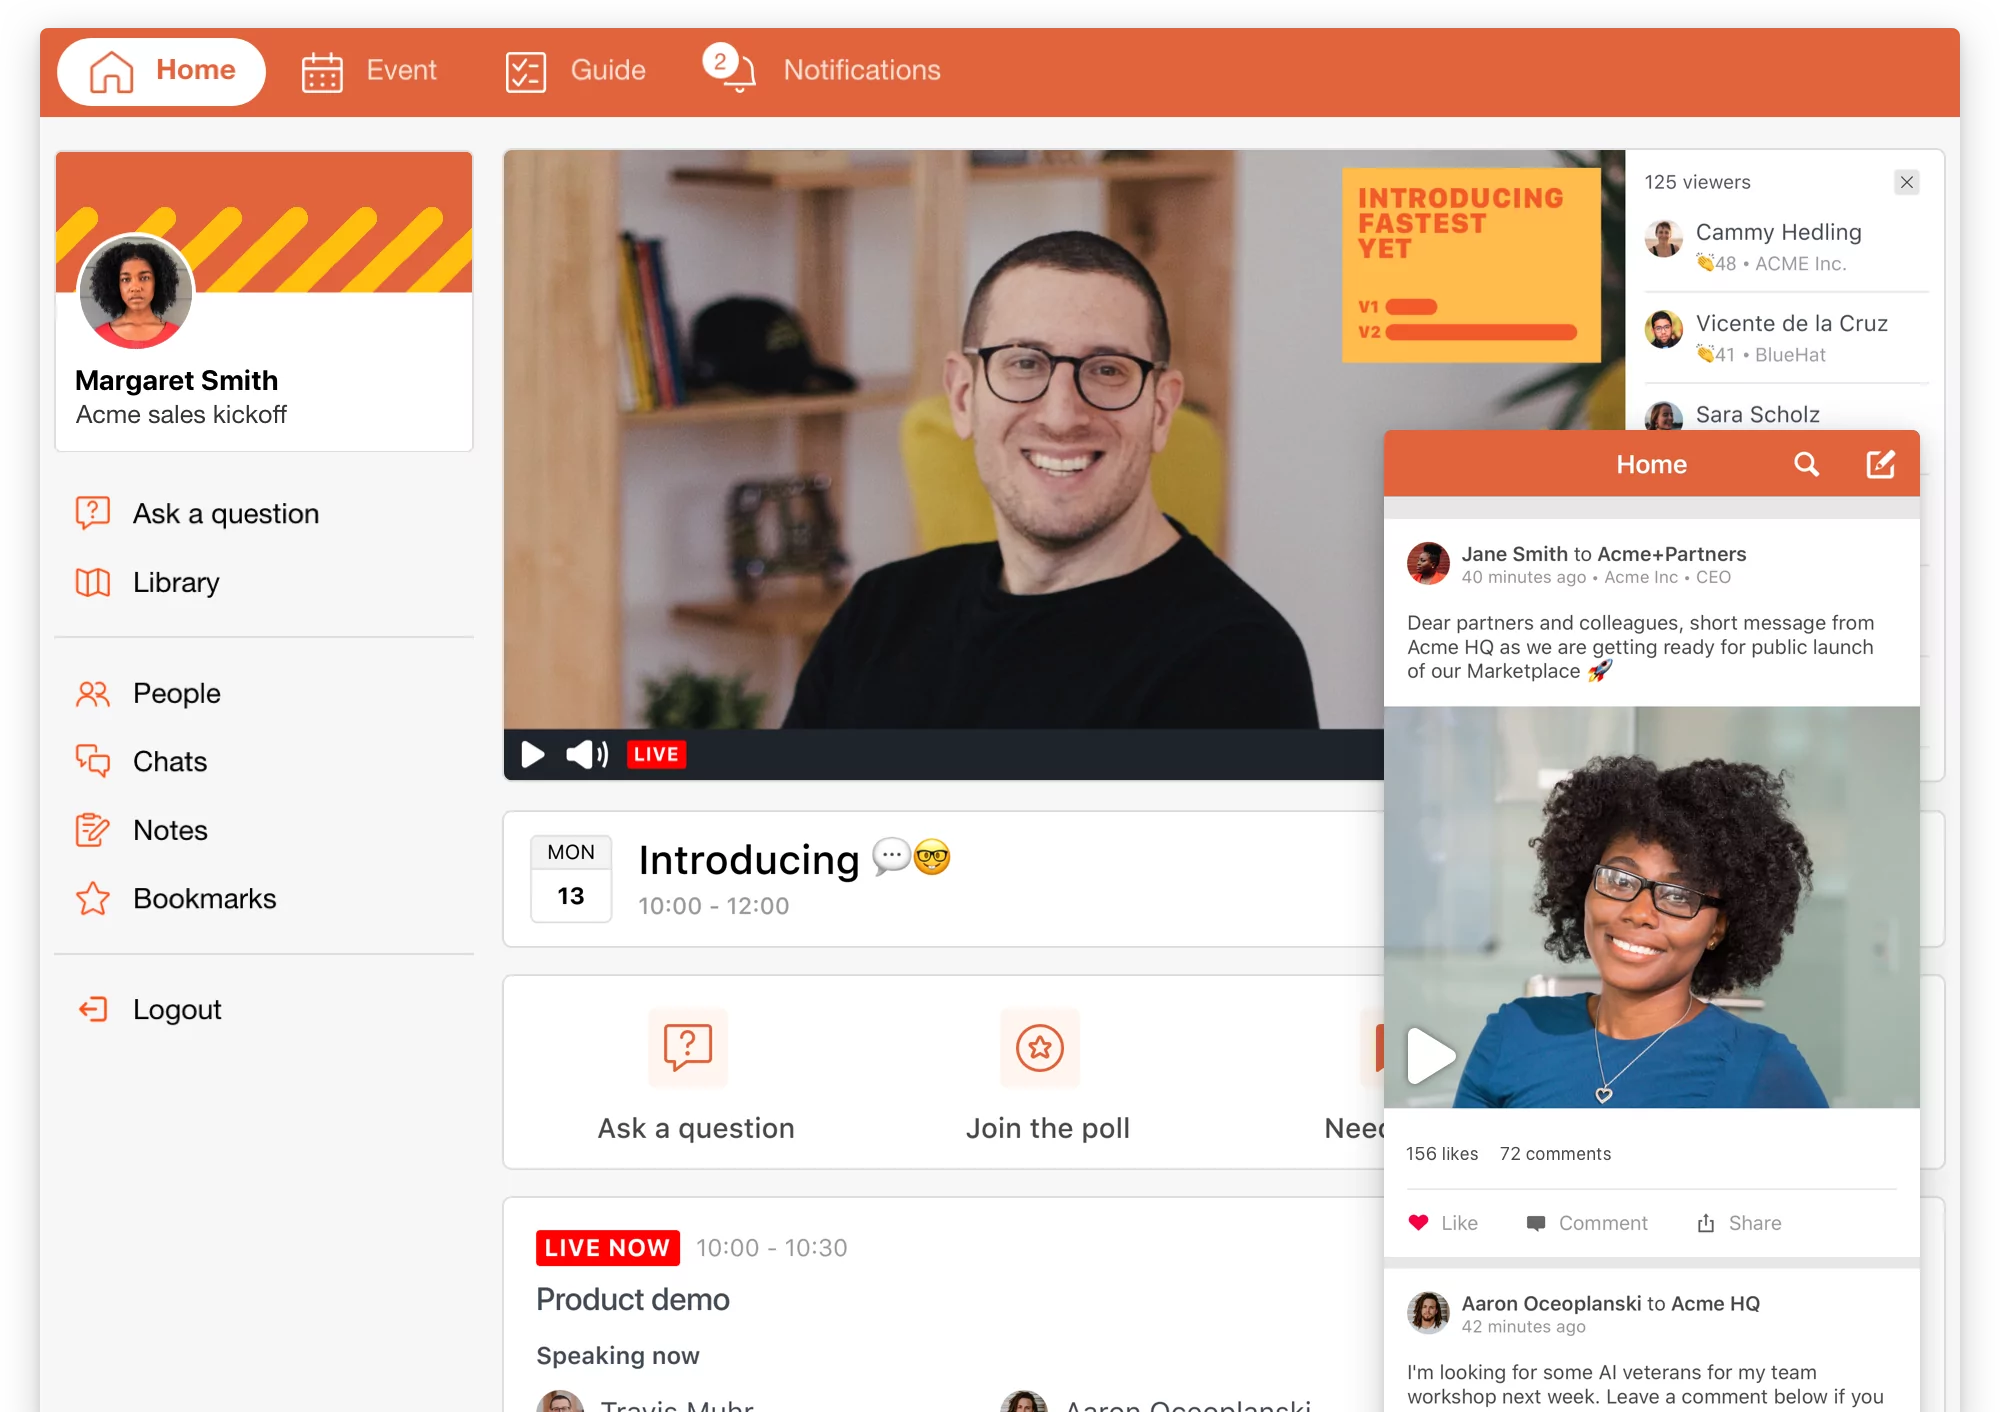 Home
Event
Guide
2
Notifications
Margaret Smith
Acme sales kickoff
Ask a question
Library
People
Chats
Notes
Bookmarks
Logout
INTRODUCING
FASTEST
YET
V1
V2
LIVE
125 viewers
Cammy Hedling
👏48 • ACME Inc.
Vicente de la Cruz
👏41 • BlueHat
Sara Scholz
MON
13
Introducing 💬🤓
10:00 - 12:00
Ask a question
Join the poll
LIVE NOW
10:00 - 10:30
Product demo
Speaking now
Travis Muhr
Aaron Oceoplanski
Home
Jane Smith to Acme+Partners
40 minutes ago • Acme Inc • CEO
Dear partners and colleagues, short message from
Acme HQ as we are getting ready for public launch
of our Marketplace 🚀
156 likes
72 comments
Like
Comment
Share
Aaron Oceoplanski to Acme HQ
42 minutes ago
I'm looking for some AI veterans for my team
workshop next week. Leave a comment below if you